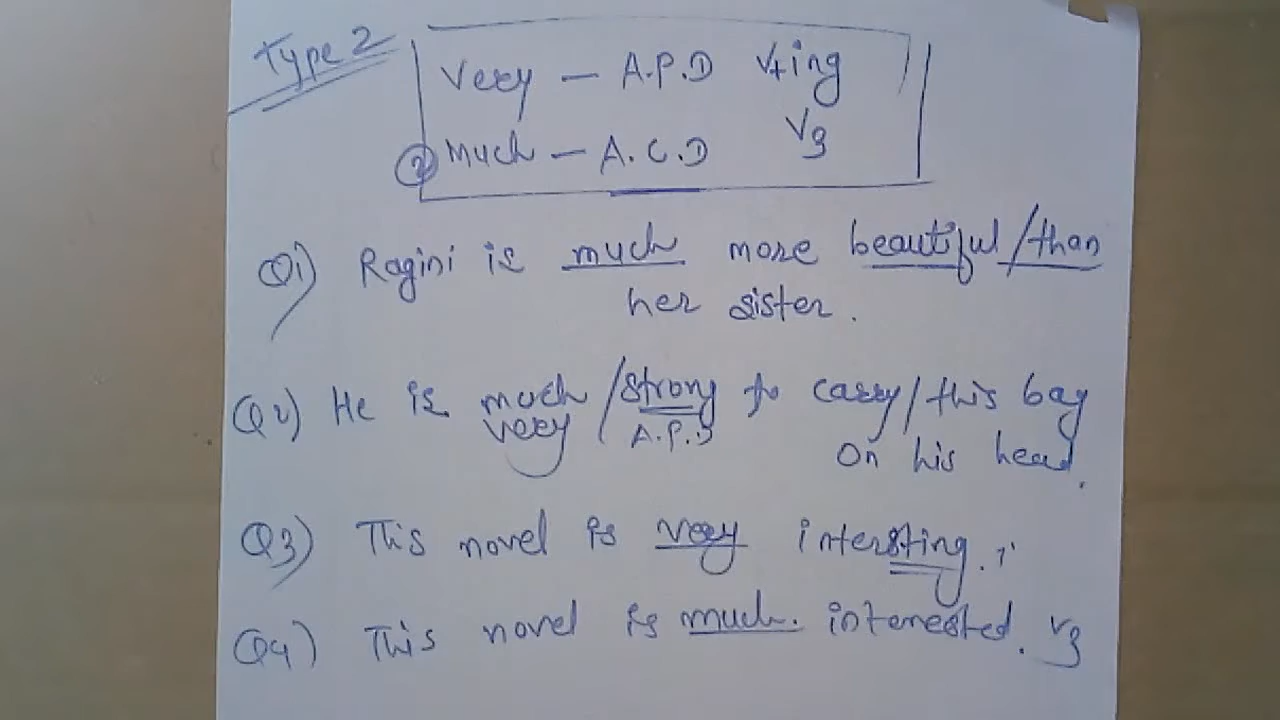 Type 2
Very – A.P.D V+ing
② Much – A.C.D V3
Q1) Ragini is much more beautiful / than
her sister.
Q2) He is much / strong to carry / this bag
very A.P.D
on his head.
Q3) This novel is very intersting.
Q4) This novel is much. interested. V3